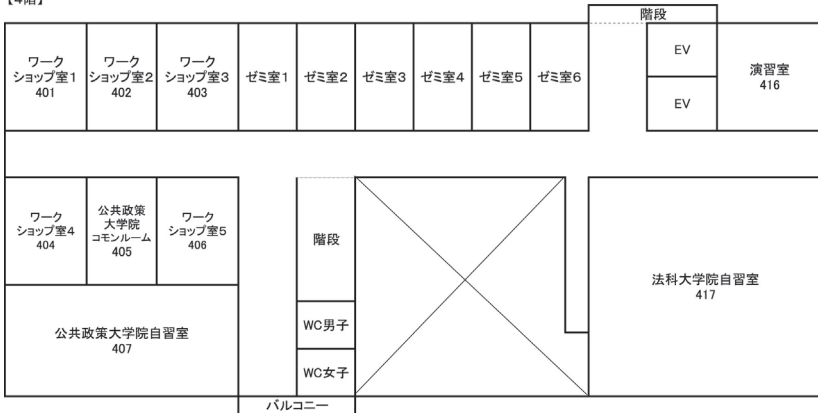 【4階】
階段
ワーク
ショップ室1
401
ワーク
ショップ室2
402
ワーク
ショップ室3
403
ゼミ室1
ゼミ室2
ゼミ室3
ゼミ室4
ゼミ室5
ゼミ室6
EV
EV
演習室
416
ワーク
ショップ室4
404
公共政策
大学院
コモンルーム
405
ワーク
ショップ室5
406
階段
法科大学院自習室
417
公共政策大学院自習室
407
WC男子
WC女子
バルコニー